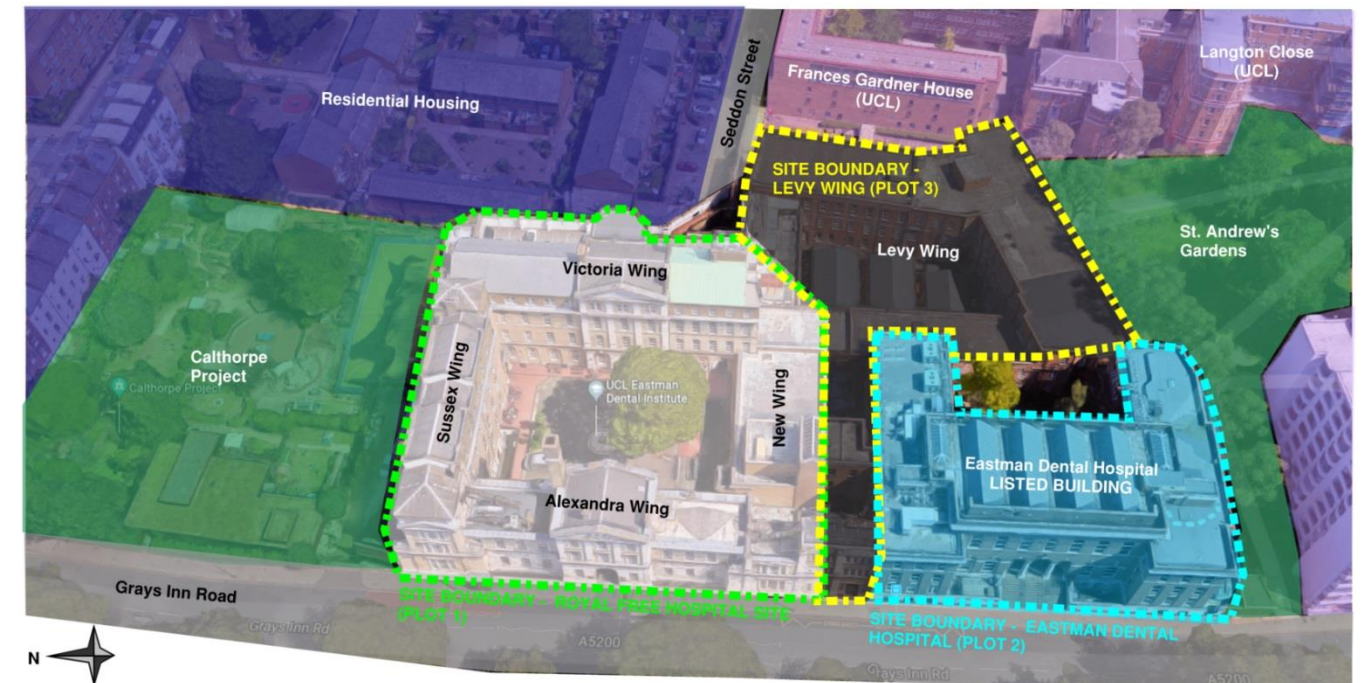 Langton Close
(UCL)
Frances Gardner House
(UCL)
Seddon Street
Residential Housing
SITE BOUNDARY -
LEVY WING (PLOT 3)
St. Andrew's
Gardens
Levy Wing
Victoria Wing
Calthorpe
Project
Calthorpe Project
Sussex Wing
UCL Eastman
Dental Institute
New Wing
Eastman Dental Hospital
LISTED BUILDING
Alexandra Wing
Grays Inn Road
SITE BOUNDARY - ROYAL FREE HOSPITAL SITE
(PLOT 1)
SITE BOUNDARY - EASTMAN DENTAL
HOSPITAL (PLOT 2)
Grays Inn Rd
A5200
Grays Inn Rd
A5200
N